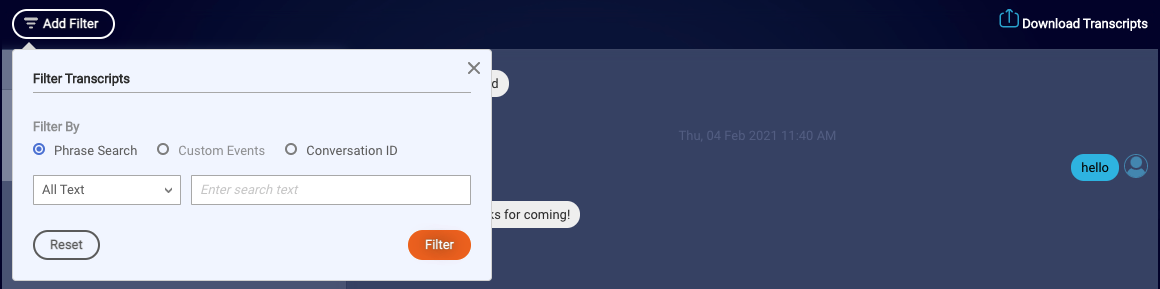 Add Filter
Download Transcripts
Filter Transcripts
Filter By
Phrase Search
Custom Events
Conversation ID
All Text
Enter search text
Reset
Filter
Thu, 04 Feb 2021 11:40 AM
hello
for coming!